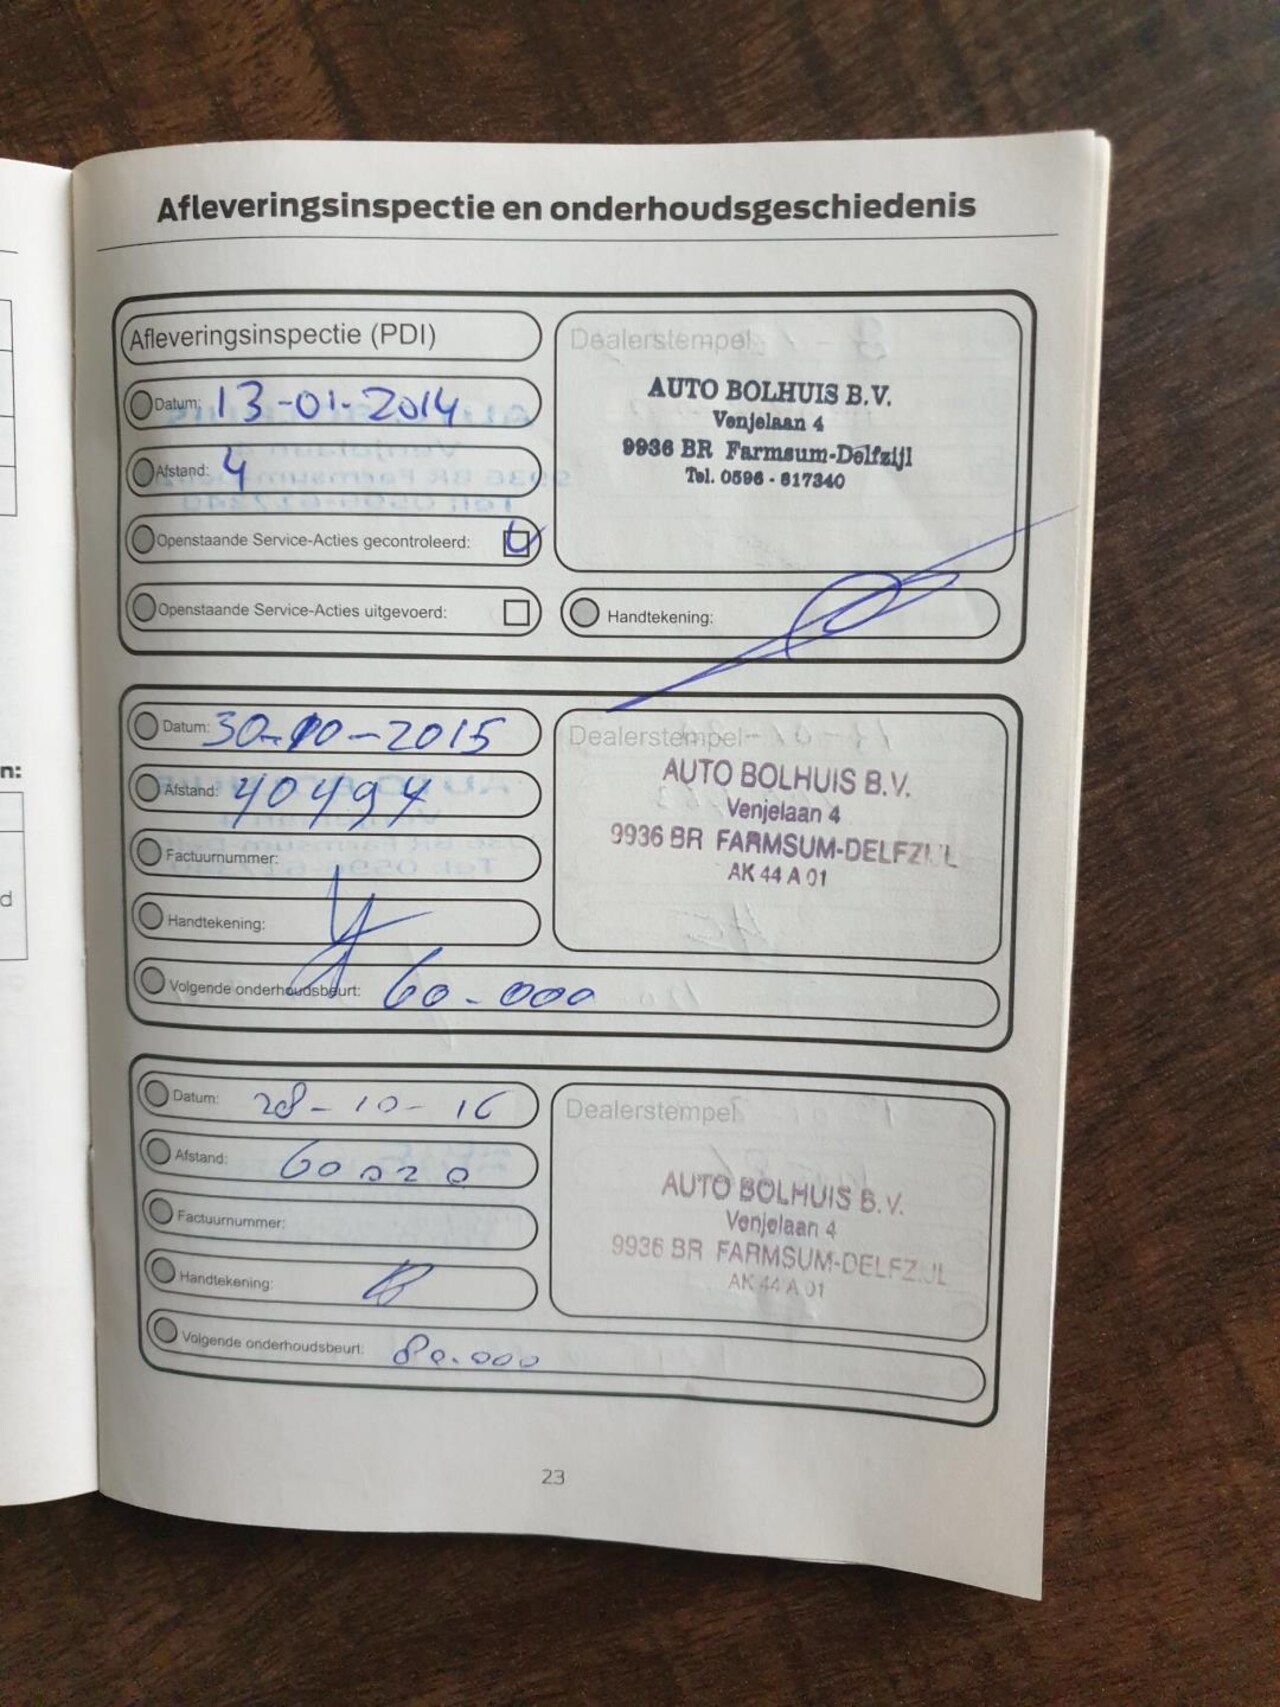 Afleveringsinspectie en onderhoudsgeschiedenis
Afleveringsinspectie (PDI)
Datum: 13-01-2014
Afstand: 4
Openstaande Service-Acties gecontroleerd:
Openstaande Service-Acties uitgevoerd:
Dealerstempel
AUTO BOLHUIS B.V.
Venjelaan 4
9936 BR Farmsum-Delfzijl
Tel. 0596 - 617340
Handtekening:
Datum: 30-10-2015
Afstand: 40494
Factuurnummer:
Handtekening:
Volgende onderhoudsbeurt: 60-000
Dealerstempel
AUTO BOLHUIS B.V.
Venjelaan 4
9936 BR FARMSUM-DELFZIJL
AK 44 A 01
Datum: 28-10-16
Afstand: 60020
Factuurnummer:
Handtekening:
Volgende onderhoudsbeurt: 80.000
Dealerstempel
AUTO BOLHUIS B.V.
Venjelaan 4
9936 BR FARMSUM-DELFZIJL
AK 44 A 01
23
n:
d